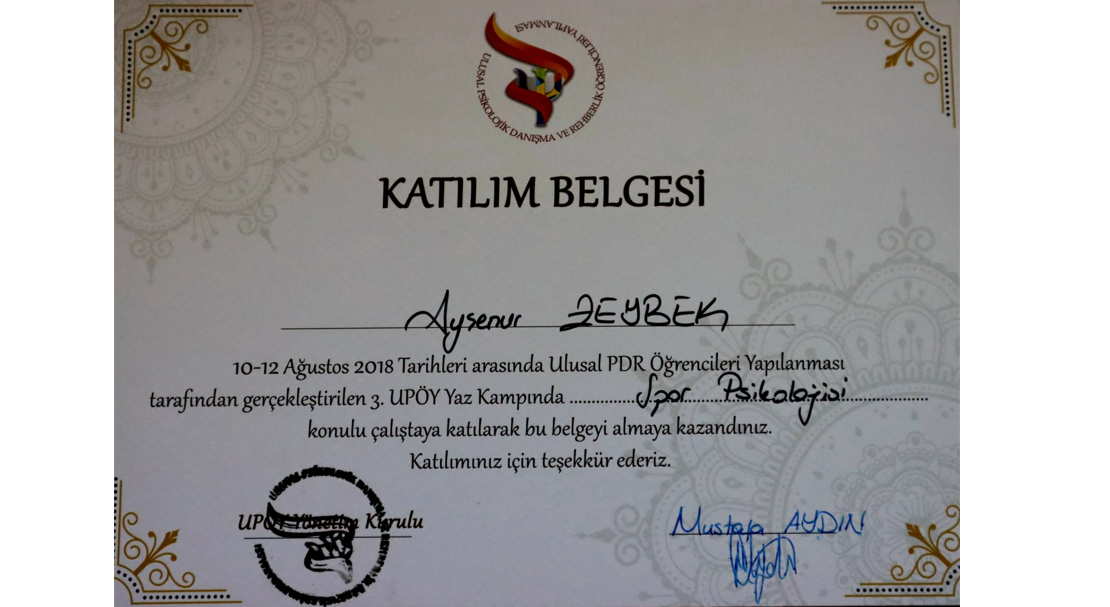 ULUSAL PSİKOLOJİK DANIŞMA VE REHBERLİK ÖĞRENCİLERİ YAPILANMASI
KATILIM BELGESİ
Aysenur ZEYBEK
10-12 Ağustos 2018 Tarihleri arasında Ulusal PDR Öğrencileri Yapılanması
tarafından gerçekleştirilen 3. UPÖY Yaz Kampında ............Spor Psikolojisi............
konulu çalıştaya katılarak bu belgeyi almaya kazandınız.
Katılımınız için teşekkür ederiz.
UPÖY Yönetim Kurulu
Mustafa AYDIN